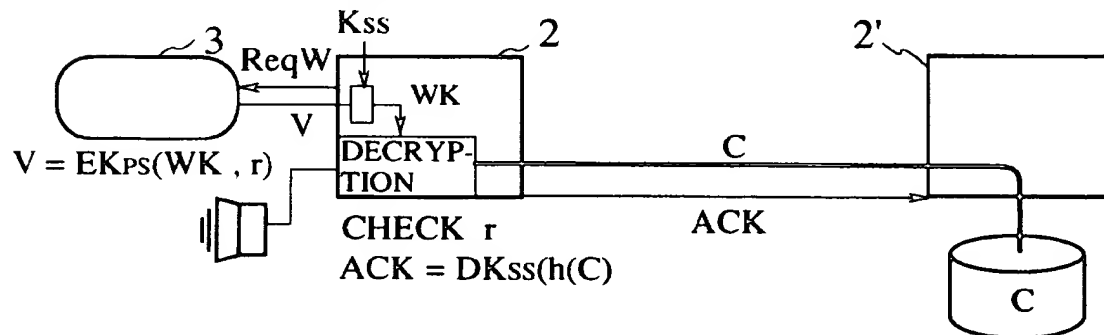 Kss
3
2
2'
ReqW
WK
V
C
V = EKPS(WK , r)
DECRYP-
TION
ACK
CHECK r
ACK = DKss(h(C)
C